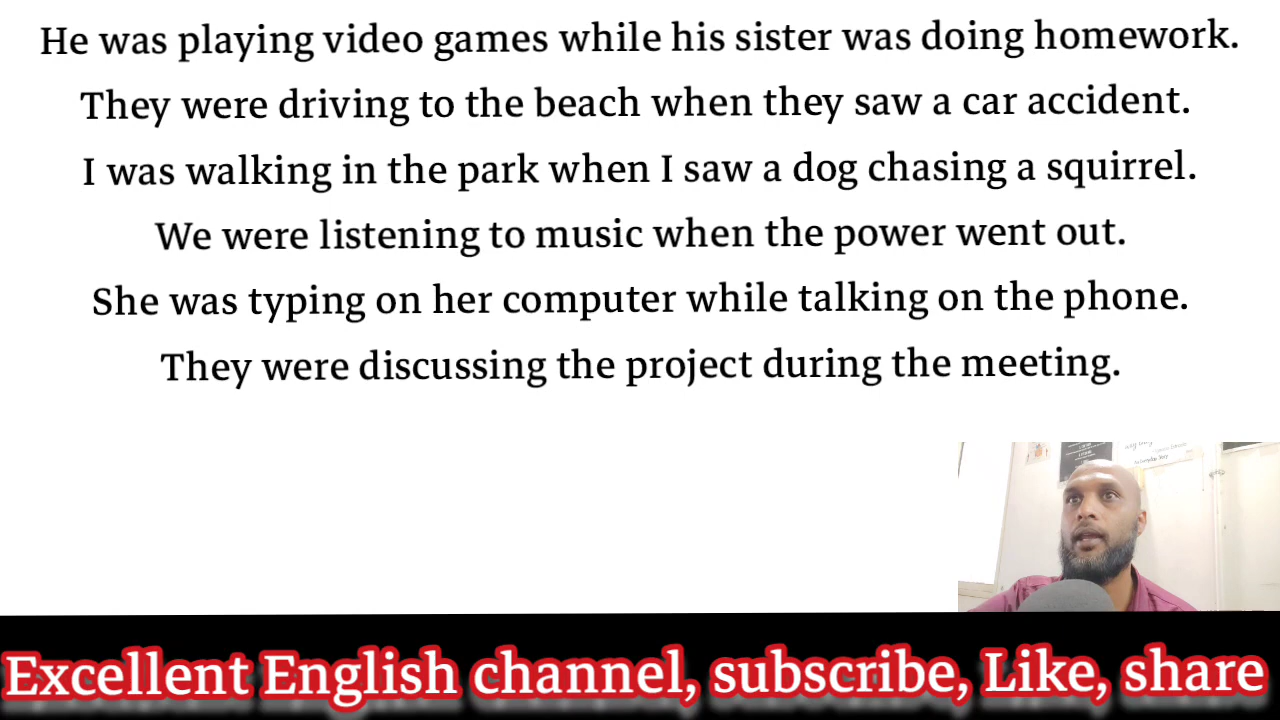 He was playing video games while his sister was doing homework.
They were driving to the beach when they saw a car accident.
I was walking in the park when I saw a dog chasing a squirrel.
We were listening to music when the power went out.
She was typing on her computer while talking on the phone.
They were discussing the project during the meeting.
Excellent English channel, subscribe, Like, share